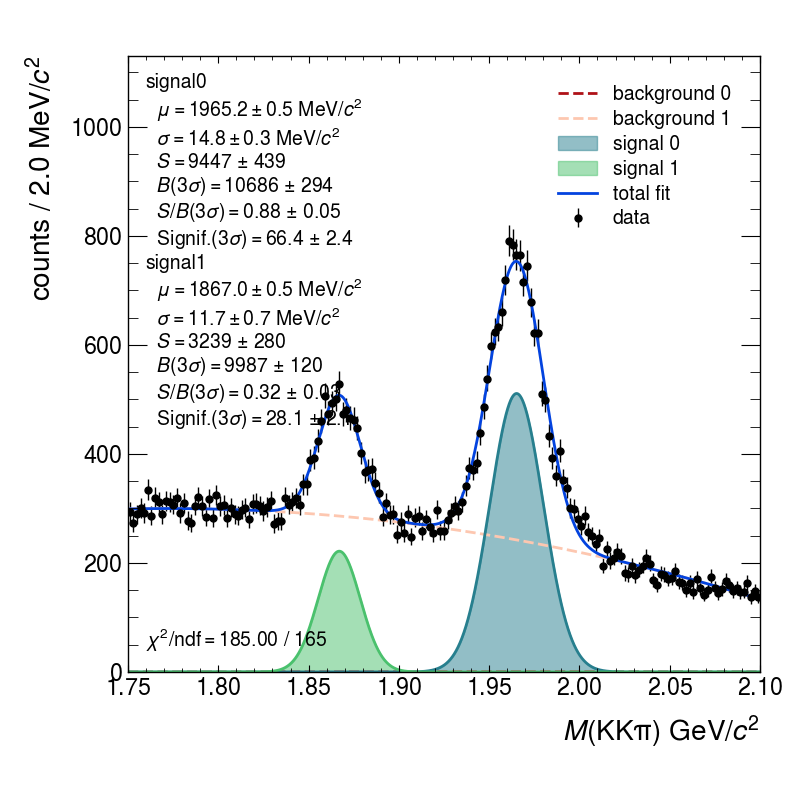 counts / 2.0 MeV/c²
signal0
μ = 1965.2 ± 0.5 MeV/c²
σ = 14.8 ± 0.3 MeV/c²
S = 9447 ± 439
B(3σ) = 10686 ± 294
S/B(3σ) = 0.88 ± 0.05
Signif.(3σ) = 66.4 ± 2.4
signal1
μ = 1867.0 ± 0.5 MeV/c²
σ = 11.7 ± 0.7 MeV/c²
S = 3239 ± 280
B(3σ) = 9987 ± 120
S/B(3σ) = 0.32 ± 0.03
Signif.(3σ) = 28.1 ±
χ²/ndf = 185.00 / 165
background 0
background 1
signal 0
signal 1
total fit
data
1000
800
600
400
200
0
1.75 1.80 1.85 1.90 1.95 2.00 2.05 2.10
M(KKπ) GeV/c²